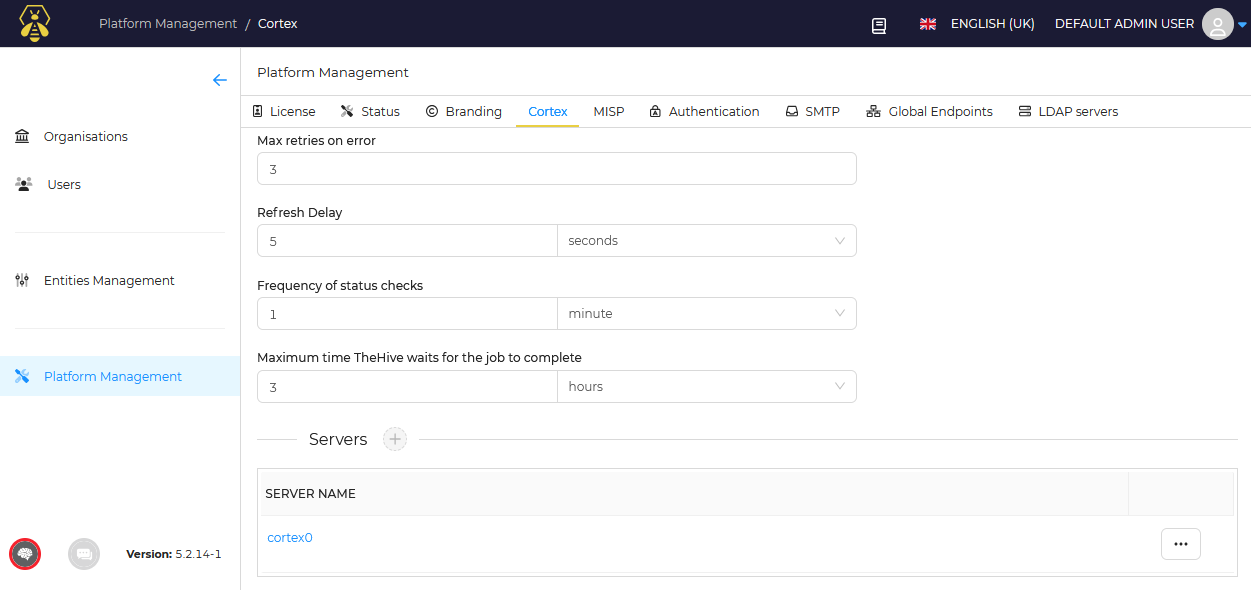 Platform Management / Cortex
ENGLISH (UK) DEFAULT ADMIN USER
Platform Management
License Status Branding Cortex MISP Authentication SMTP Global Endpoints LDAP servers
Organisations
Users
Entities Management
Platform Management
Version: 5.2.14-1
Max retries on error
3
Refresh Delay
5 seconds
Frequency of status checks
1 minute
Maximum time TheHive waits for the job to complete
3 hours
Servers +
SERVER NAME
cortex0